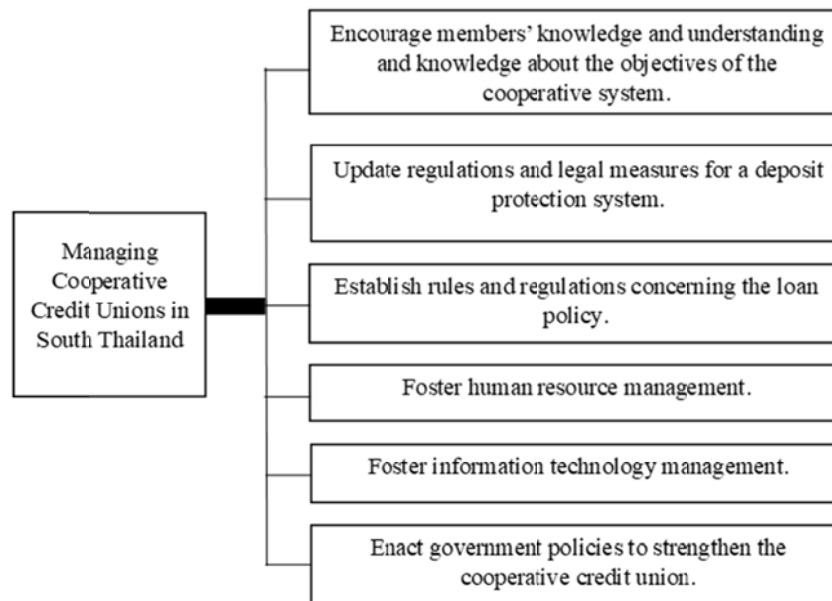 Encourage members’ knowledge and understanding
and knowledge about the objectives of the
cooperative system.
Update regulations and legal measures for a deposit
protection system.
Managing
Cooperative
Credit Unions in
South Thailand
Establish rules and regulations concerning the loan
policy.
Foster human resource management.
Foster information technology management.
Enact government policies to strengthen the
cooperative credit union.